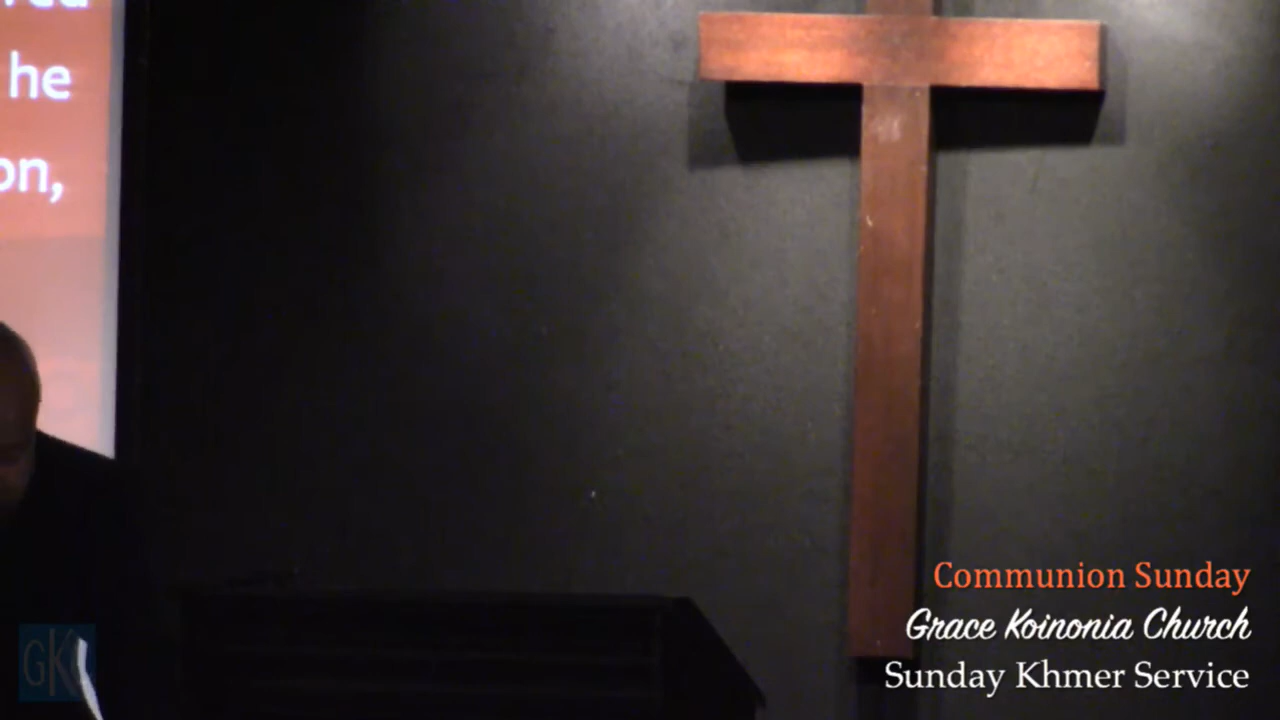 he
on,
Communion Sunday
Grace Koinonia Church
Sunday Khmer Service
GKC